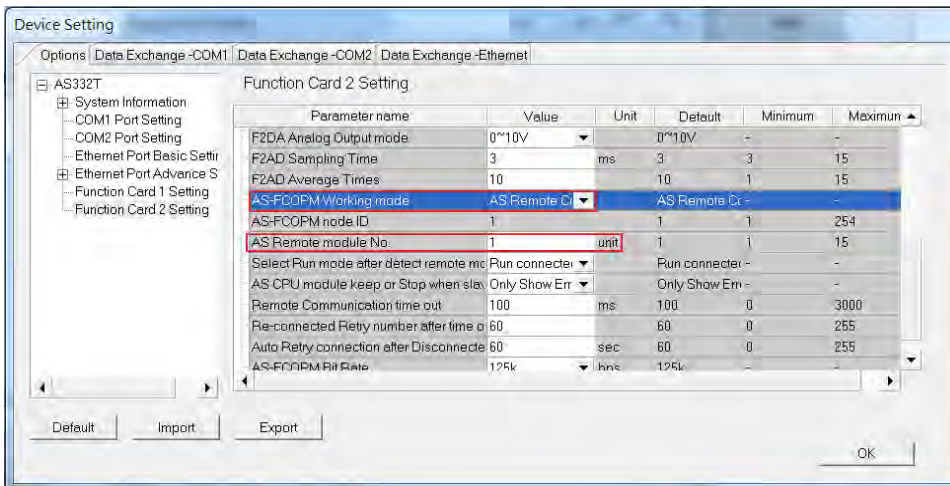 Device Setting
Options Data Exchange -COM1 Data Exchange -COM2 Data Exchange -Ethernet
AS332T
System Information
COM1 Port Setting
COM2 Port Setting
Ethernet Port Basic Settir
Ethernet Port Advance S
Function Card 1 Setting
Function Card 2 Setting
Function Card 2 Setting
Parameter name Value Unit Default Minimum Maximun
F2DA Analog Output mode 0~10V 0~10V - -
F2AD Sampling Time 3 ms 3 3 15
F2AD Average Times 10 10 1 15
AS-FCOPM Working mode AS Remote Co AS Remote Co - -
AS-FCOPM node ID 1 1 1 254
AS Remote module No. 1 unit 1 1 15
Select Run mode after detect remote mo Run connecte Run connecte - -
AS CPU module keep or Stop when slav Only Show Err Only Show Err - -
Remote Communication time out 100 ms 100 0 3000
Re-connected Retry number after time o 60 60 0 255
Auto Retry connection after Disconnecte 60 sec 60 0 255
AS-FCOPM Bit Rate 125k bps 125k
Default Import Export
OK